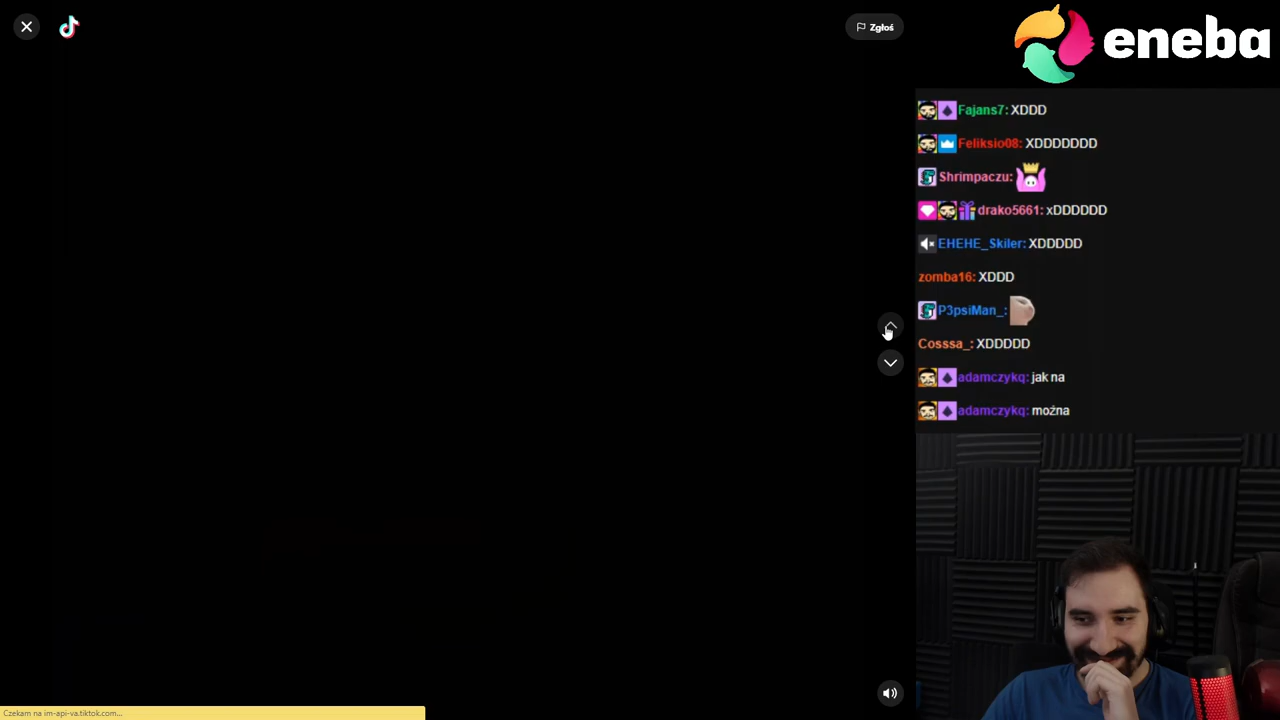 Zgłoś
eneba
Fajans7: XDDD
Feliksio08: XDDDDDDD
Shrimpaczu:
drako5661: xDDDDDD
EHEHE_Skiler: XDDDDD
zomba16: XDDD
P3psiMan_:
Cosssa_: XDDDDD
adamczykq: jak na
adamczykq: można
Czekam na im-api-va.tiktok.com...